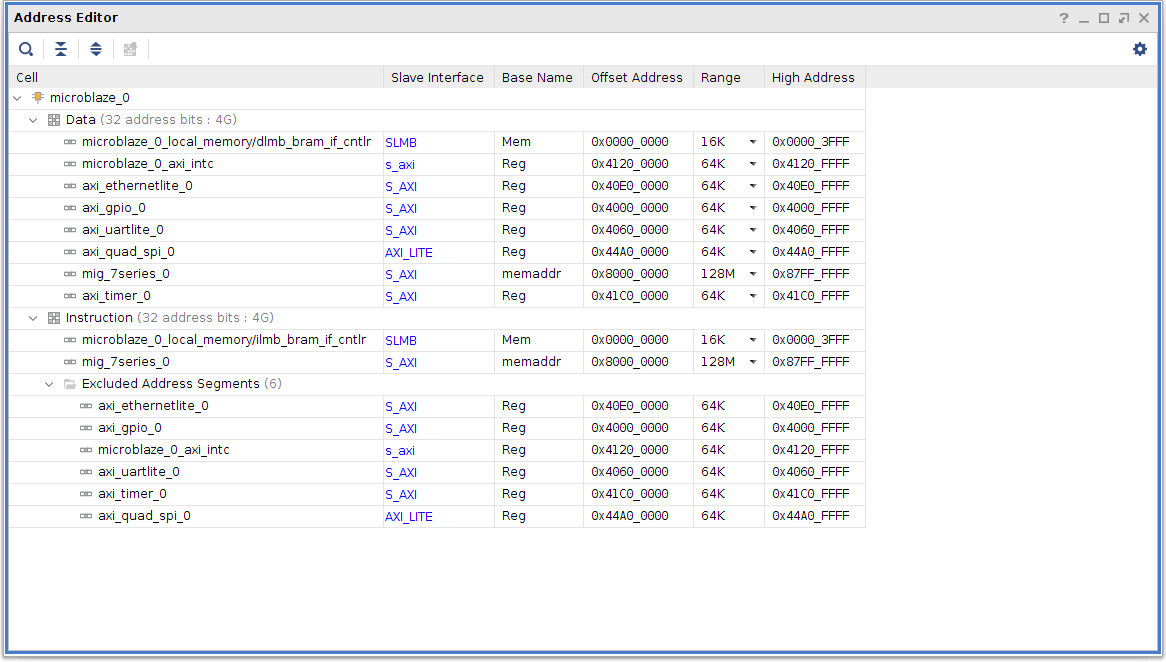 Address Editor
Cell Slave Interface Base Name Offset Address Range High Address
microblaze_0
Data (32 address bits : 4G)
microblaze_0_local_memory/dlmb_bram_if_cntlr SLMB Mem 0x0000_0000 16K 0x0000_3FFF
microblaze_0_axi_intc s_axi Reg 0x4120_0000 64K 0x4120_FFFF
axi_ethernetlite_0 S_AXI Reg 0x40E0_0000 64K 0x40E0_FFFF
axi_gpio_0 S_AXI Reg 0x4000_0000 64K 0x4000_FFFF
axi_uartlite_0 S_AXI Reg 0x4060_0000 64K 0x4060_FFFF
axi_quad_spi_0 AXI_LITE Reg 0x44A0_0000 64K 0x44A0_FFFF
mig_7series_0 S_AXI memaddr 0x8000_0000 128M 0x87FF_FFFF
axi_timer_0 S_AXI Reg 0x41C0_0000 64K 0x41C0_FFFF
Instruction (32 address bits : 4G)
microblaze_0_local_memory/ilmb_bram_if_cntlr SLMB Mem 0x0000_0000 16K 0x0000_3FFF
mig_7series_0 S_AXI memaddr 0x8000_0000 128M 0x87FF_FFFF
Excluded Address Segments (6)
axi_ethernetlite_0 S_AXI Reg 0x40E0_0000 64K 0x40E0_FFFF
axi_gpio_0 S_AXI Reg 0x4000_0000 64K 0x4000_FFFF
microblaze_0_axi_intc s_axi Reg 0x4120_0000 64K 0x4120_FFFF
axi_uartlite_0 S_AXI Reg 0x4060_0000 64K 0x4060_FFFF
axi_timer_0 S_AXI Reg 0x41C0_0000 64K 0x41C0_FFFF
axi_quad_spi_0 AXI_LITE Reg 0x44A0_0000 64K 0x44A0_FFFF